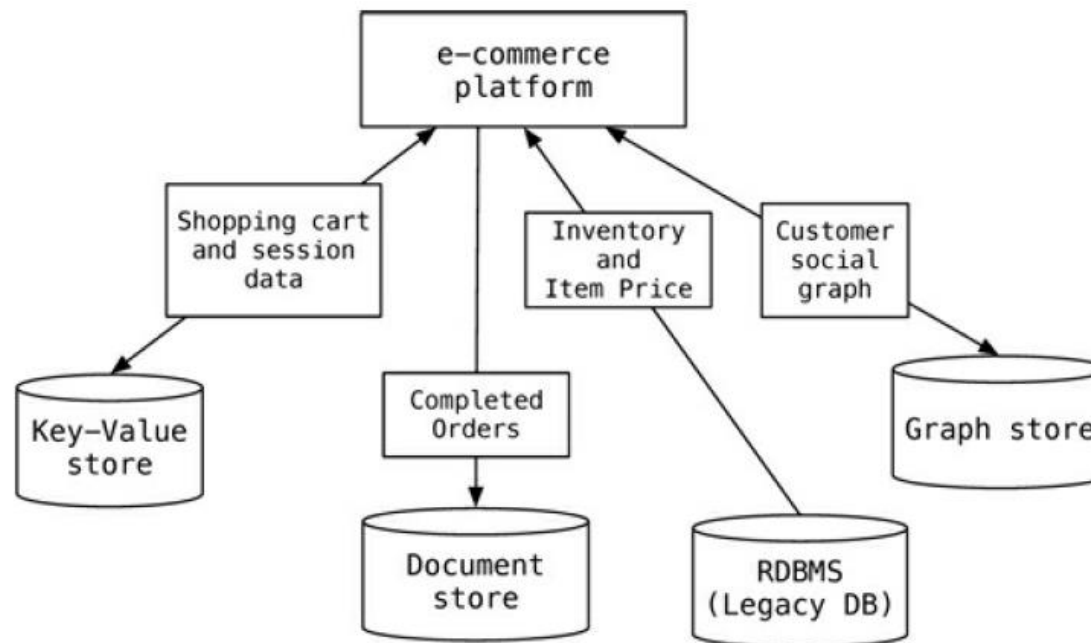 e-commerce
platform
Shopping cart
and session
data
Inventory
and
Item Price
Customer
social
graph
Completed
Orders
Key-Value
store
Graph store
Document
store
RDBMS
(Legacy DB)